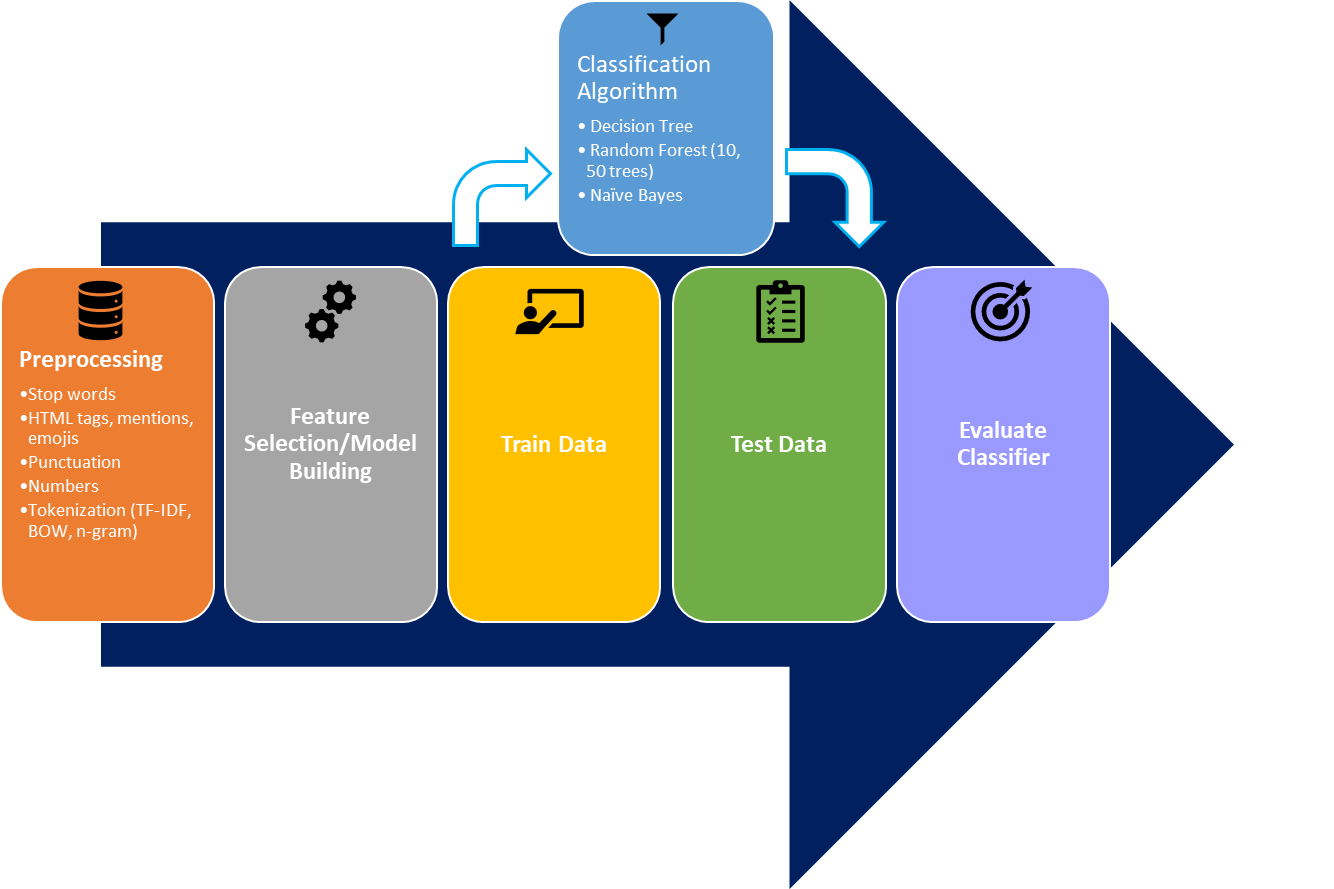 Classification
Algorithm
• Decision Tree
• Random Forest (10,
50 trees)
• Naïve Bayes
Preprocessing
•Stop words
•HTML tags, mentions,
emojis
•Punctuation
•Numbers
•Tokenization (TF-IDF,
BOW, n-gram)
Feature
Selection/Model
Building
Train Data
Test Data
Evaluate
Classifier